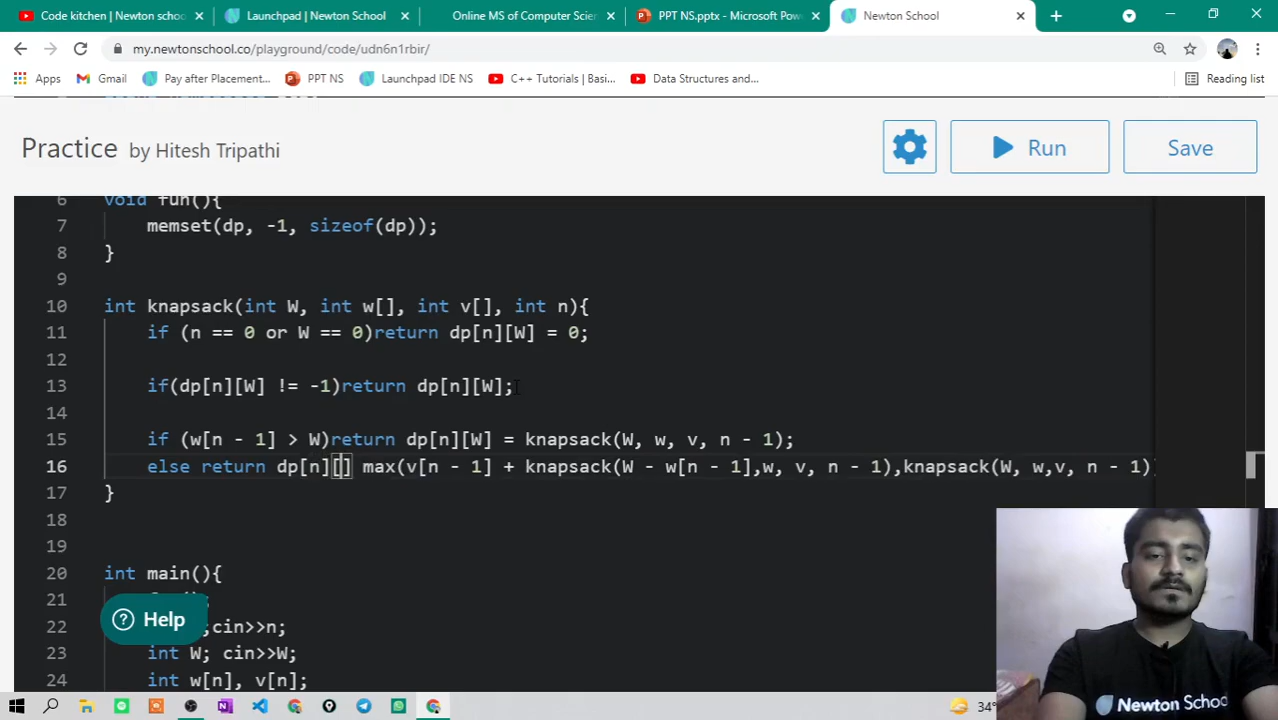 Code kitchen | Newton schoo
Launchpad | Newton School
Online MS of Computer Scien
PPT NS.pptx - Microsoft Pow
Newton School
my.newtonschool.co/playground/code/udn6n1rbir/
Apps
Gmail
Pay after Placement...
PPT NS
Launchpad IDE NS
C++ Tutorials | Basi...
Data Structures and...
Reading list
Practice by Hitesh Tripathi
Run
Save
6 void fun(){
7 memset(dp, -1, sizeof(dp));
8 }
9
10 int knapsack(int W, int w[], int v[], int n){
11 if (n == 0 or W == 0)return dp[n][W] = 0;
12
13 if(dp[n][W] != -1)return dp[n][W];
14
15 if (w[n - 1] > W)return dp[n][W] = knapsack(W, w, v, n - 1);
16 else return dp[n][] max(v[n - 1] + knapsack(W - w[n - 1],w, v, n - 1),knapsack(W, w,v, n - 1)
17 }
18
19
20 int main(){
21
22 ;cin>>n;
23 int W; cin>>W;
24 int w[n], v[n];
Help
Newton School
34°